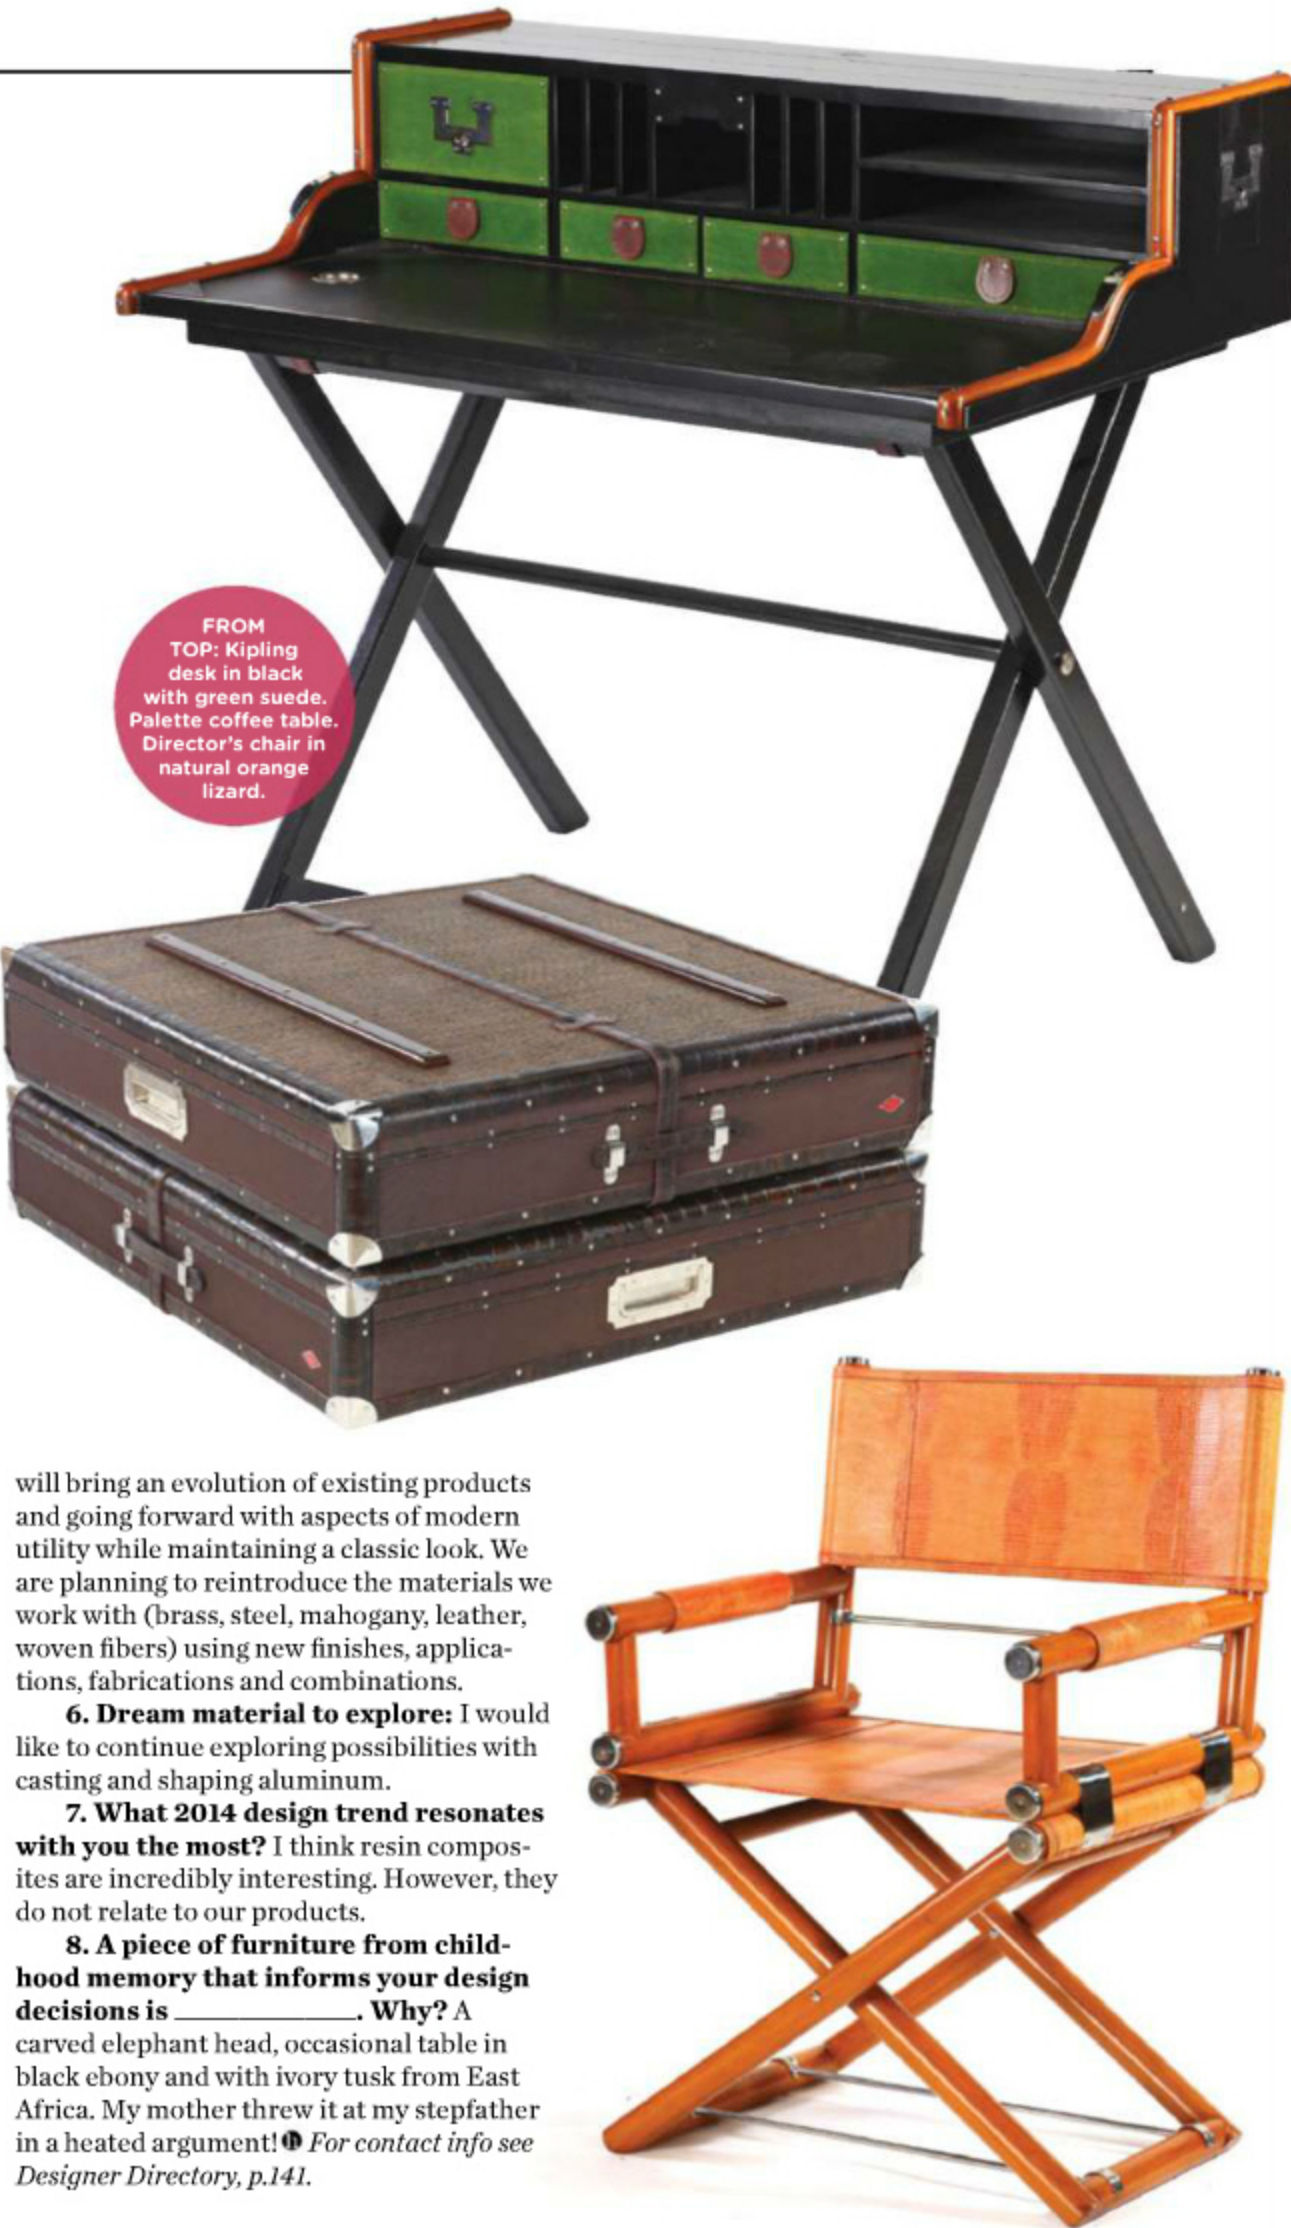 FROM
TOP: Kipling
desk in black
with green suede.
Palette coffee table.
Director's chair in
natural orange
lizard.
will bring an evolution of existing products
and going forward with aspects of modern
utility while maintaining a classic look. We
are planning to reintroduce the materials we
work with (brass, steel, mahogany, leather,
woven fibers) using new finishes, applica-
tions, fabrications and combinations.
6. Dream material to explore: I would
like to continue exploring possibilities with
casting and shaping aluminum.
7. What 2014 design trend resonates
with you the most? I think resin compos-
ites are incredibly interesting. However, they
do not relate to our products.
8. A piece of furniture from child-
hood memory that informs your design
decisions is ____________. Why? A
carved elephant head, occasional table in
black ebony and with ivory tusk from East
Africa. My mother threw it at my stepfather
in a heated argument! For contact info see
Designer Directory, p.141.